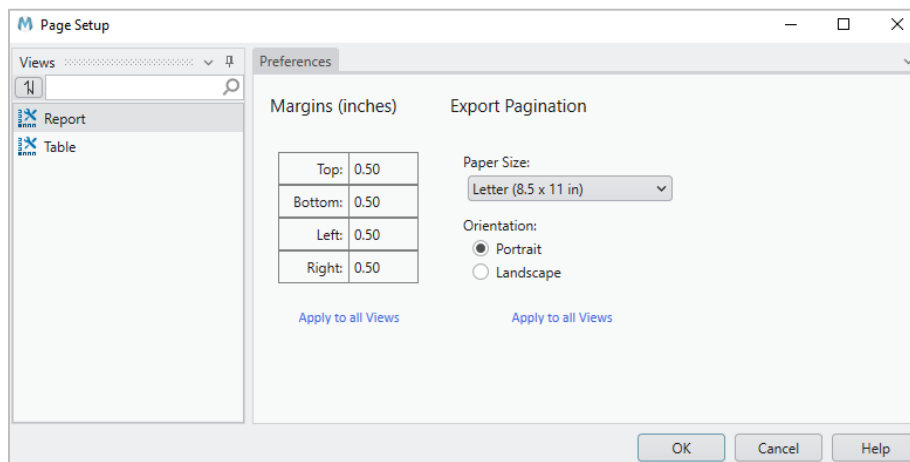 Page Setup
Views
Preferences
Report
Table
Margins (inches)
Top: 0.50
Bottom: 0.50
Left: 0.50
Right: 0.50
Apply to all Views
Export Pagination
Paper Size:
Letter (8.5 x 11 in)
Orientation:
Portrait
Landscape
Apply to all Views
OK
Cancel
Help